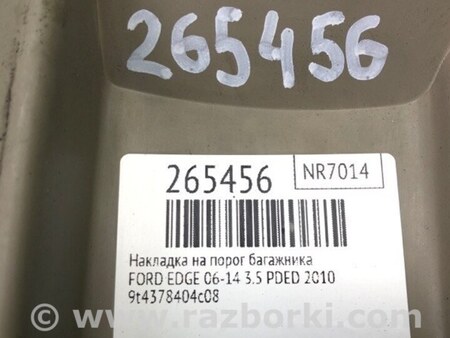 265456
265456
NR7014
Накладка на порог багажника
FORD EDGE 06-14 3.5 PDED 2010
9t4378404c08
www.razborki.com